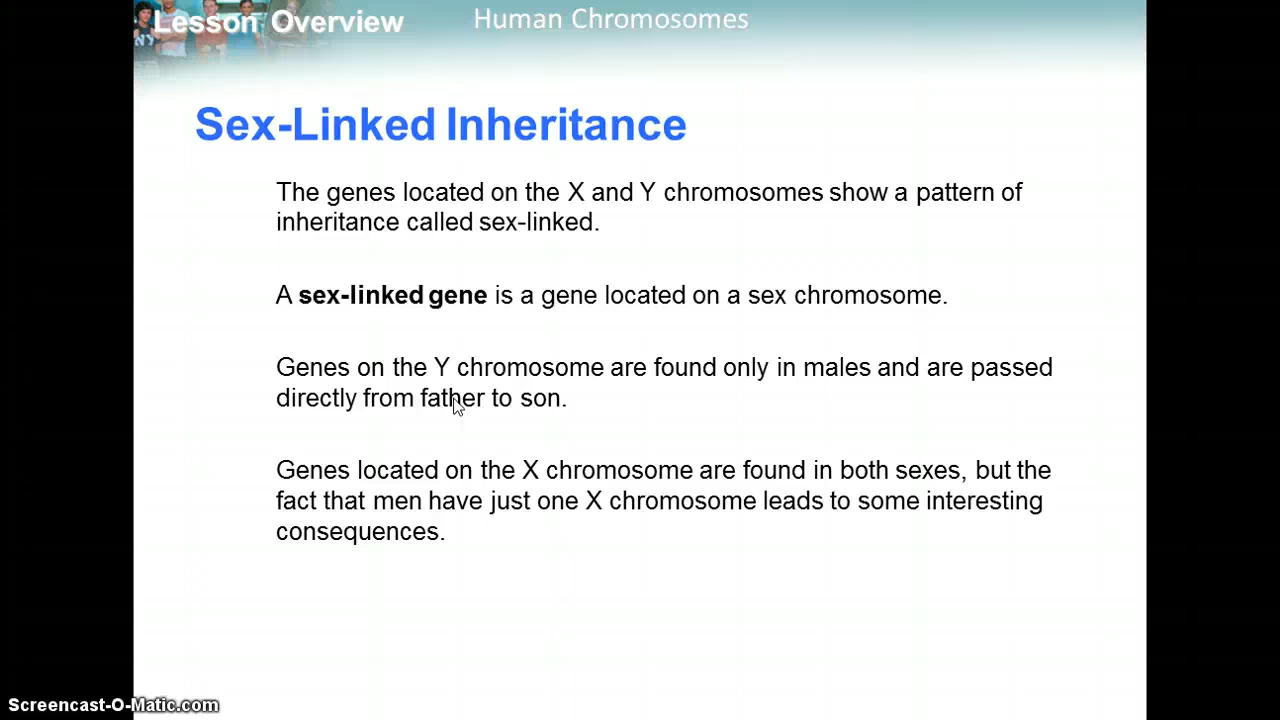 Lesson Overview Human Chromosomes
Sex-Linked Inheritance
The genes located on the X and Y chromosomes show a pattern of
inheritance called sex-linked.
A sex-linked gene is a gene located on a sex chromosome.
Genes on the Y chromosome are found only in males and are passed
directly from father to son.
Genes located on the X chromosome are found in both sexes, but the
fact that men have just one X chromosome leads to some interesting
consequences.
Screencast-O-Matic.com